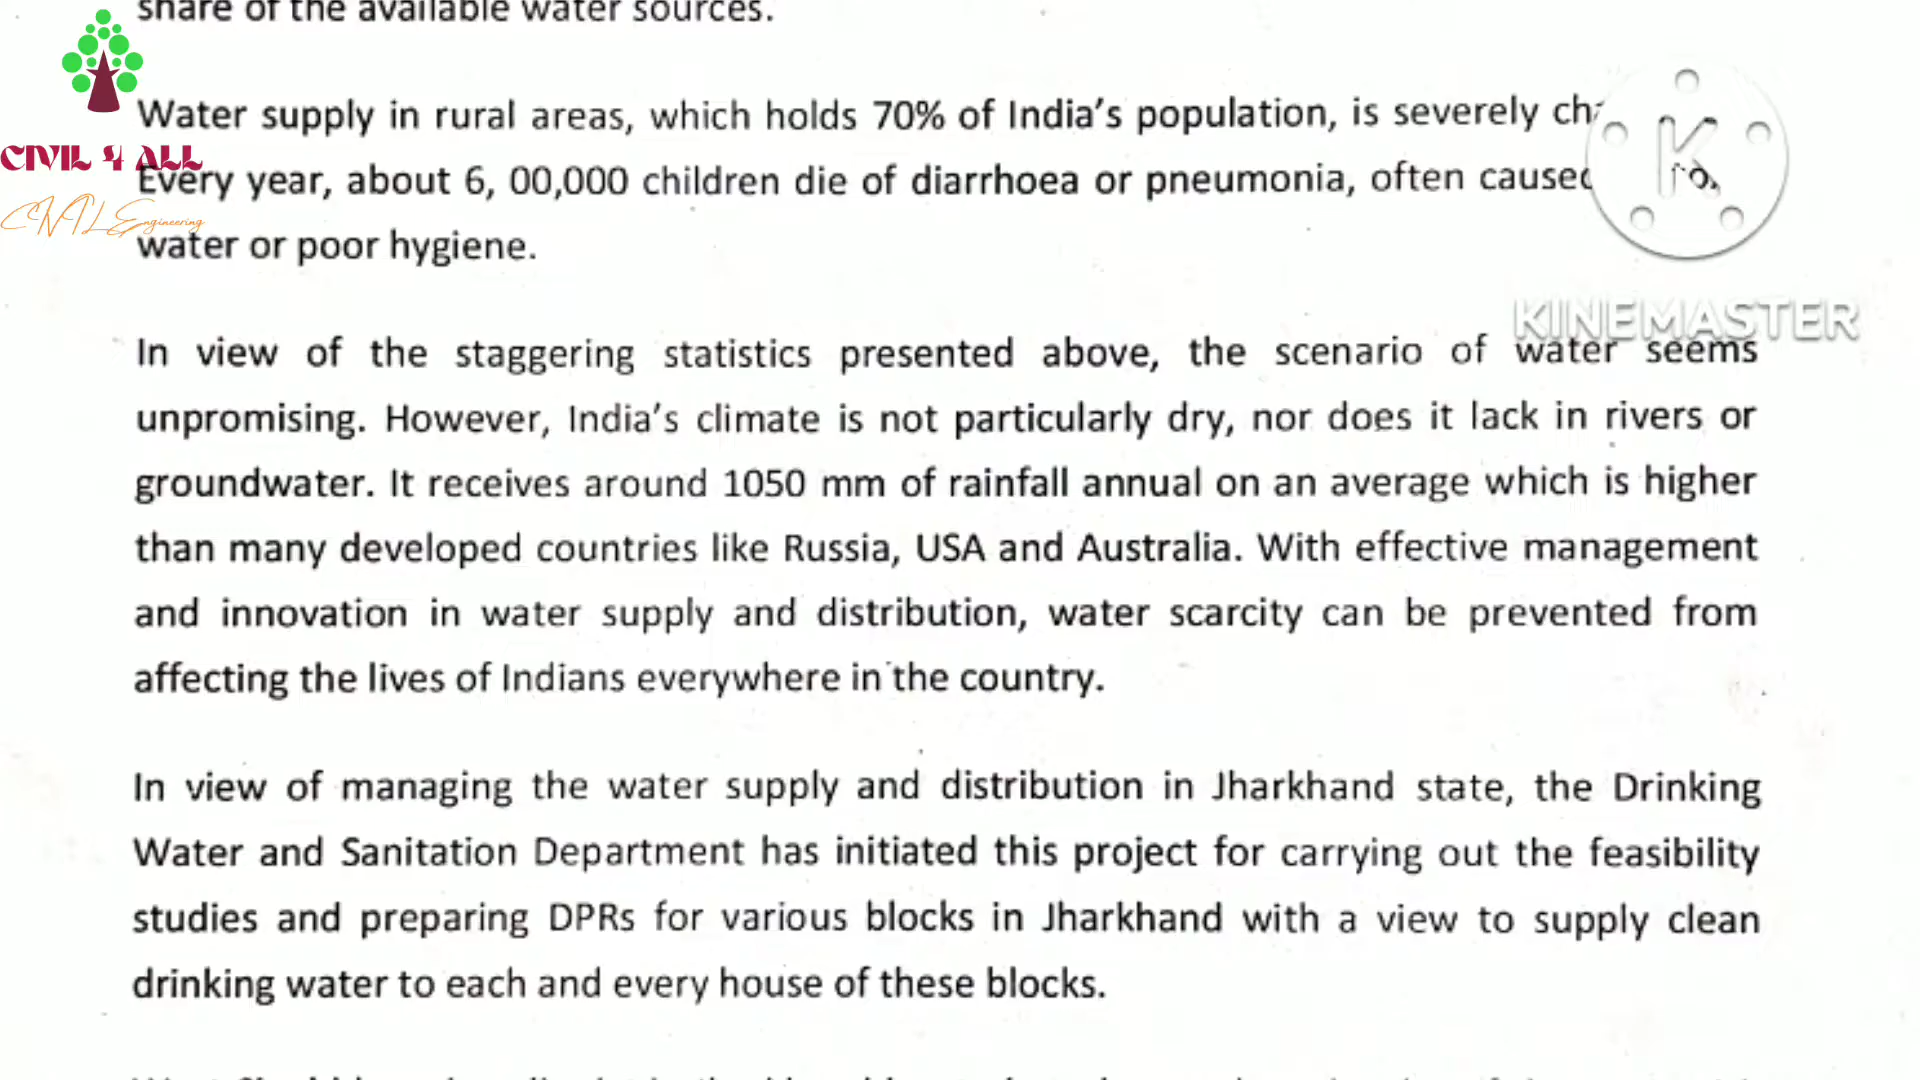 share of the available water sources.
Water supply in rural areas, which holds 70% of India's population, is severely
CIVIL 4 ALL
Every year, about 6, 00,000 children die of diarrhoea or pneumonia, often caused
CIVIL Engineering
water or poor hygiene.
KINEMASTER
In view of the staggering statistics presented above, the scenario of water seems
unpromising. However, India's climate is not particularly dry, nor does it lack in rivers or
groundwater. It receives around 1050 mm of rainfall annual on an average which is higher
than many developed countries like Russia, USA and Australia. With effective management
and innovation in water supply and distribution, water scarcity can be prevented from
affecting the lives of Indians everywhere in the country.
In view of managing the water supply and distribution in Jharkhand state, the Drinking
Water and Sanitation Department has initiated this project for carrying out the feasibility
studies and preparing DPRs for various blocks in Jharkhand with a view to supply clean
drinking water to each and every house of these blocks.